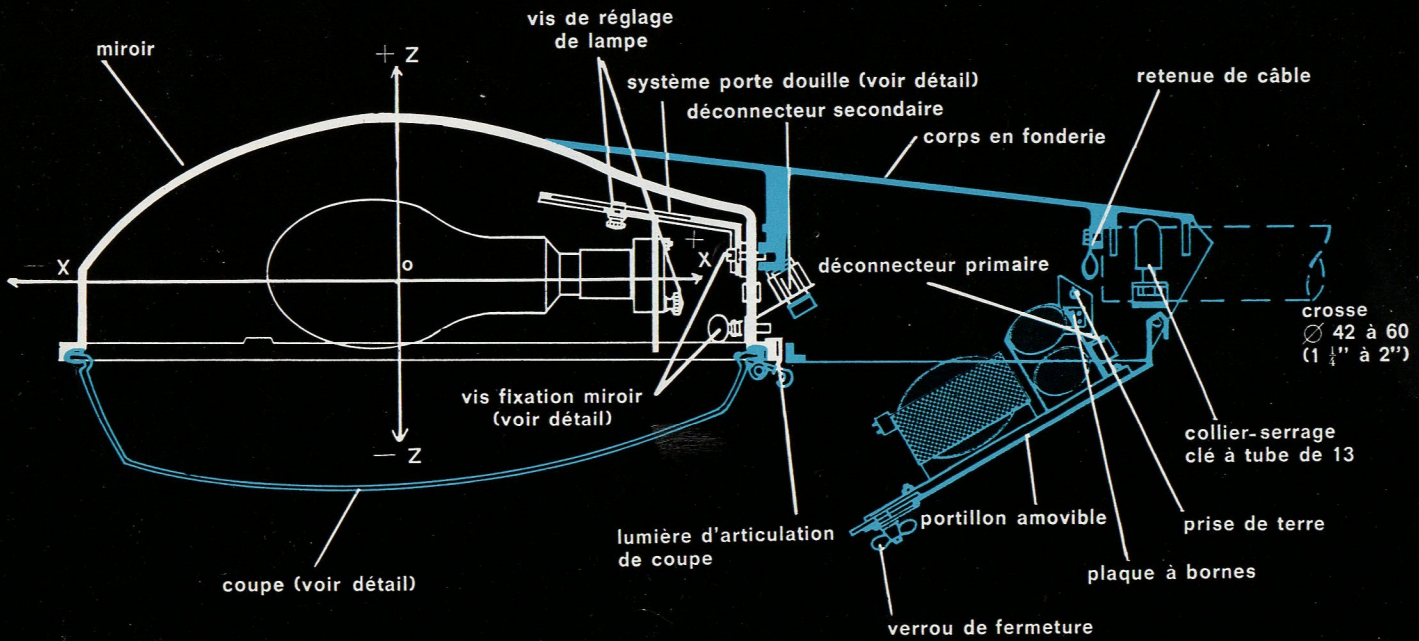 vis de réglage
de lampe
miroir
+ Z
système porte douille (voir détail)
retenue de câble
déconnecteur secondaire
corps en fonderie
- X
o
+
X
déconnecteur primaire
crosse
∅ 42 à 60
(1 ¼" à 2")
vis fixation miroir
(voir détail)
- Z
collier-serrage
clé à tube de 13
lumière d'articulation
de coupe
portillon amovible
prise de terre
coupe (voir détail)
plaque à bornes
verrou de fermeture